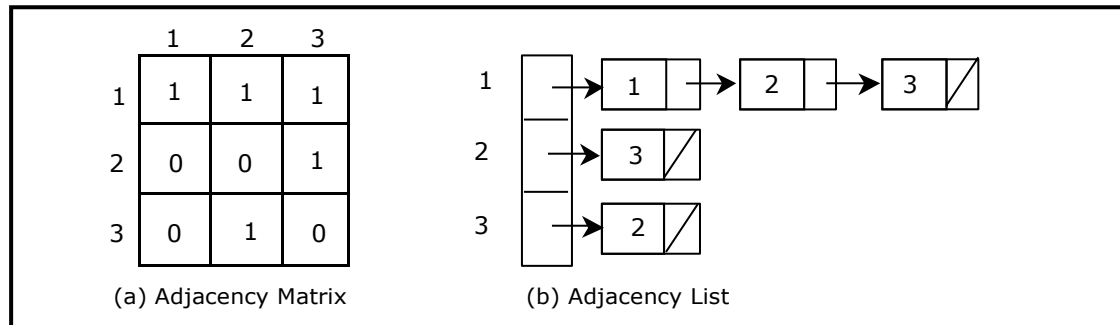 1 2 3
1 1 1 1
2 0 0 1
3 0 1 0
(a) Adjacency Matrix
1 1 2 3
2 3
3 2
(b) Adjacency List